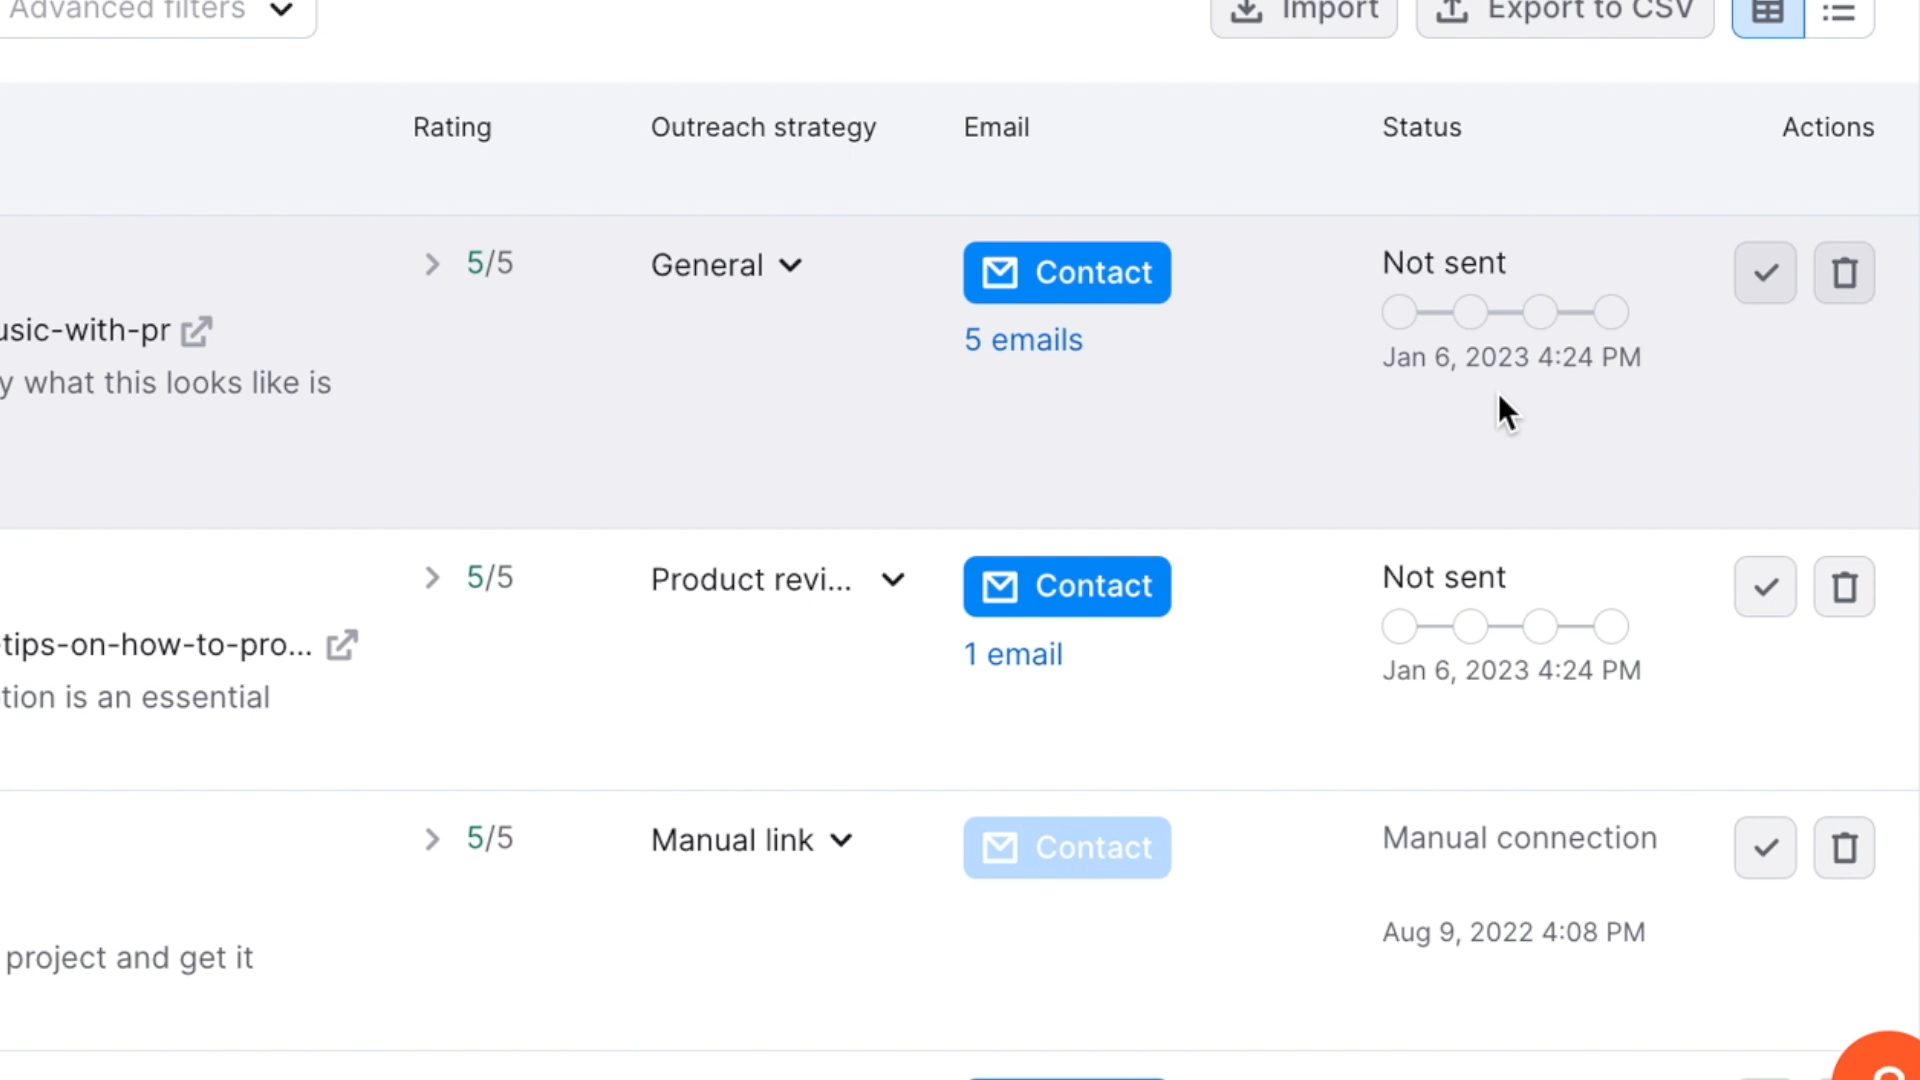 Advanced filters
Import
Export to CSV
Rating
Outreach strategy
Email
Status
Actions
5/5
General
Contact
Not sent
usic-with-pr
5 emails
Jan 6, 2023 4:24 PM
y what this looks like is
5/5
Product revi...
Contact
Not sent
-tips-on-how-to-pro...
1 email
Jan 6, 2023 4:24 PM
tion is an essential
5/5
Manual link
Contact
Manual connection
Aug 9, 2022 4:08 PM
project and get it